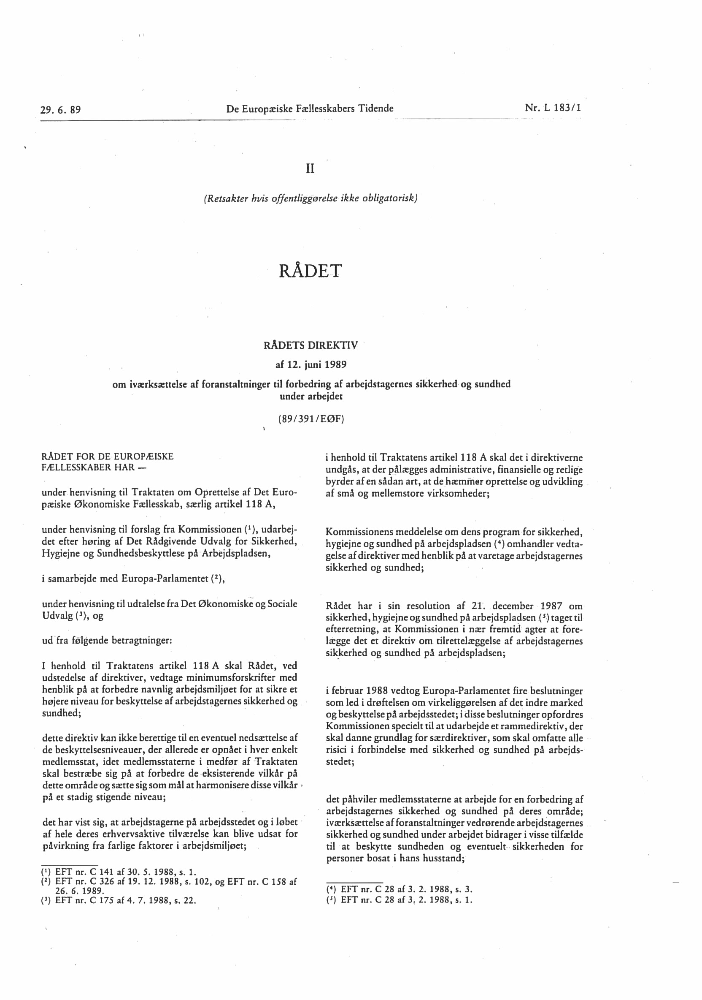 29. 6. 89
De Europæiske Fællesskabers Tidende
Nr. L 183/1
II
(Retsakter hvis offentliggørelse ikke obligatorisk)
RÅDET
RÅDETS DIREKTIV
af 12. juni 1989
om iværksættelse af foranstaltninger til forbedring af arbejdstagernes sikkerhed og sundhed
under arbejdet
(89/391/EØF)
RÅDET FOR DE EUROPÆISKE
FÆLLESSKABER HAR —
under henvisning til Traktaten om Oprettelse af Det Euro-
pæiske Økonomiske Fællesskab, særlig artikel 118 A,
under henvisning til forslag fra Kommissionen (¹), udarbej-
det efter høring af Det Rådgivende Udvalg for Sikkerhed,
Hygiejne og Sundhedsbeskyttlese på Arbejdspladsen,
i samarbejde med Europa-Parlamentet (²),
under henvisning til udtalelse fra Det Økonomiske og Sociale
Udvalg (³), og
ud fra følgende betragtninger:
I henhold til Traktatens artikel 118 A skal Rådet, ved
udstedelse af direktiver, vedtage minimumsforskrifter med
henblik på at forbedre navnlig arbejdsmiljøet for at sikre et
højere niveau for beskyttelse af arbejdstagernes sikkerhed og
sundhed;
dette direktiv kan ikke berettige til en eventuel nedsættelse af
de beskyttelsesniveauer, der allerede er opnået i hver enkelt
medlemsstat, idet medlemsstaterne i medfør af Traktaten
skal bestræbe sig på at forbedre de eksisterende vilkår på
dette område og sætte sig som mål at harmonisere disse vilkår
på et stadig stigende niveau;
det har vist sig, at arbejdstagerne på arbejdsstedet og i løbet
af hele deres erhvervsaktive tilværelse kan blive udsat for
påvirkning fra farlige faktorer i arbejdsmiljøet;
(¹) EFT nr. C 141 af 30. 5. 1988, s. 1.
(²) EFT nr. C 326 af 19. 12. 1988, s. 102, og EFT nr. C 158 af
26. 6. 1989.
(³) EFT nr. C 175 af 4. 7. 1988, s. 22.
i henhold til Traktatens artikel 118 A skal det i direktiverne
undgås, at der pålægges administrative, finansielle og retlige
byrder af en sådan art, at de hæmmer oprettelse og udvikling
af små og mellemstore virksomheder;
Kommissionens meddelelse om dens program for sikkerhed,
hygiejne og sundhed på arbejdspladsen (⁴) omhandler vedta-
gelse af direktiver med henblik på at varetage arbejdstagernes
sikkerhed og sundhed;
Rådet har i sin resolution af 21. december 1987 om
sikkerhed, hygiejne og sundhed på arbejdspladsen (⁵) taget til
efterretning, at Kommissionen i nær fremtid agter at fore-
lægge det et direktiv om tilrettelæggelse af arbejdstagernes
sikkerhed og sundhed på arbejdspladsen;
i februar 1988 vedtog Europa-Parlamentet fire beslutninger
som led i drøftelsen om virkeliggørelsen af det indre marked
og beskyttelse på arbejdsstedet; i disse beslutninger opfordres
Kommissionen specielt til at udarbejde et rammedirektiv, der
skal danne grundlag for særdirektiver, som skal omfatte alle
risici i forbindelse med sikkerhed og sundhed på arbejds-
stedet;
det påhviler medlemsstaterne at arbejde for en forbedring af
arbejdstagernes sikkerhed og sundhed på deres område;
iværksættelse af foranstaltninger vedrørende arbejdstagernes
sikkerhed og sundhed under arbejdet bidrager i visse tilfælde
til at beskytte sundheden og eventuelt sikkerheden for
personer bosat i hans husstand;
(⁴) EFT nr. C 28 af 3. 2. 1988, s. 3.
(⁵) EFT nr. C 28 af 3. 2. 1988, s. 1.